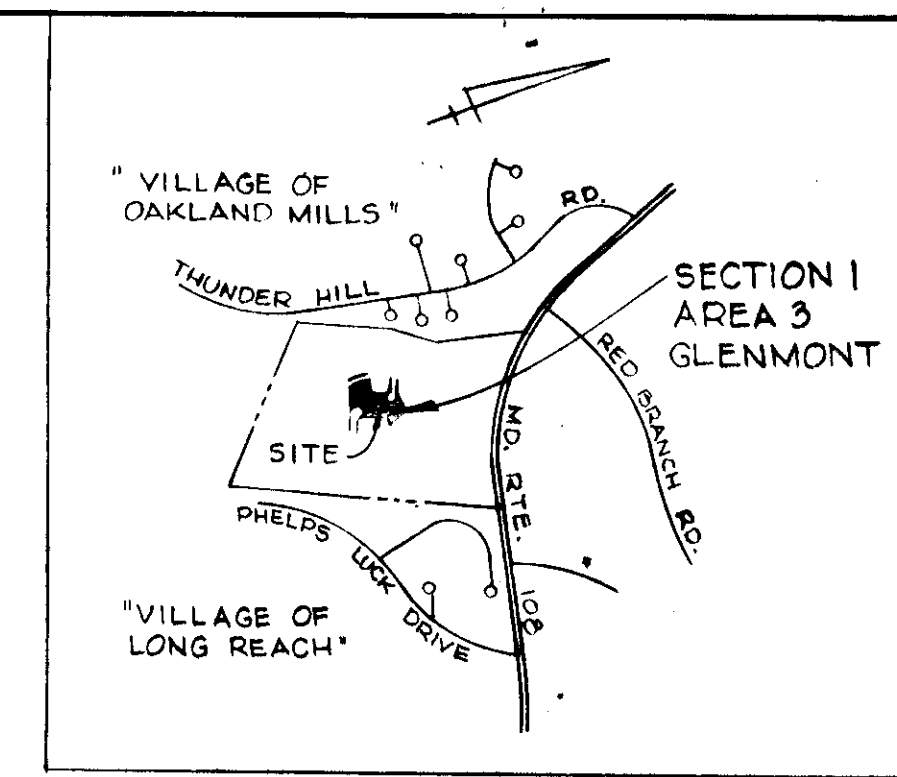 " VILLAGE OF
OAKLAND MILLS "
RD.
THUNDER HILL
SECTION 1
AREA 3
GLENMONT
RED BRANCH RD.
MD. RTE. 108
SITE
PHELPS LUCK DRIVE
"VILLAGE OF
LONG REACH"